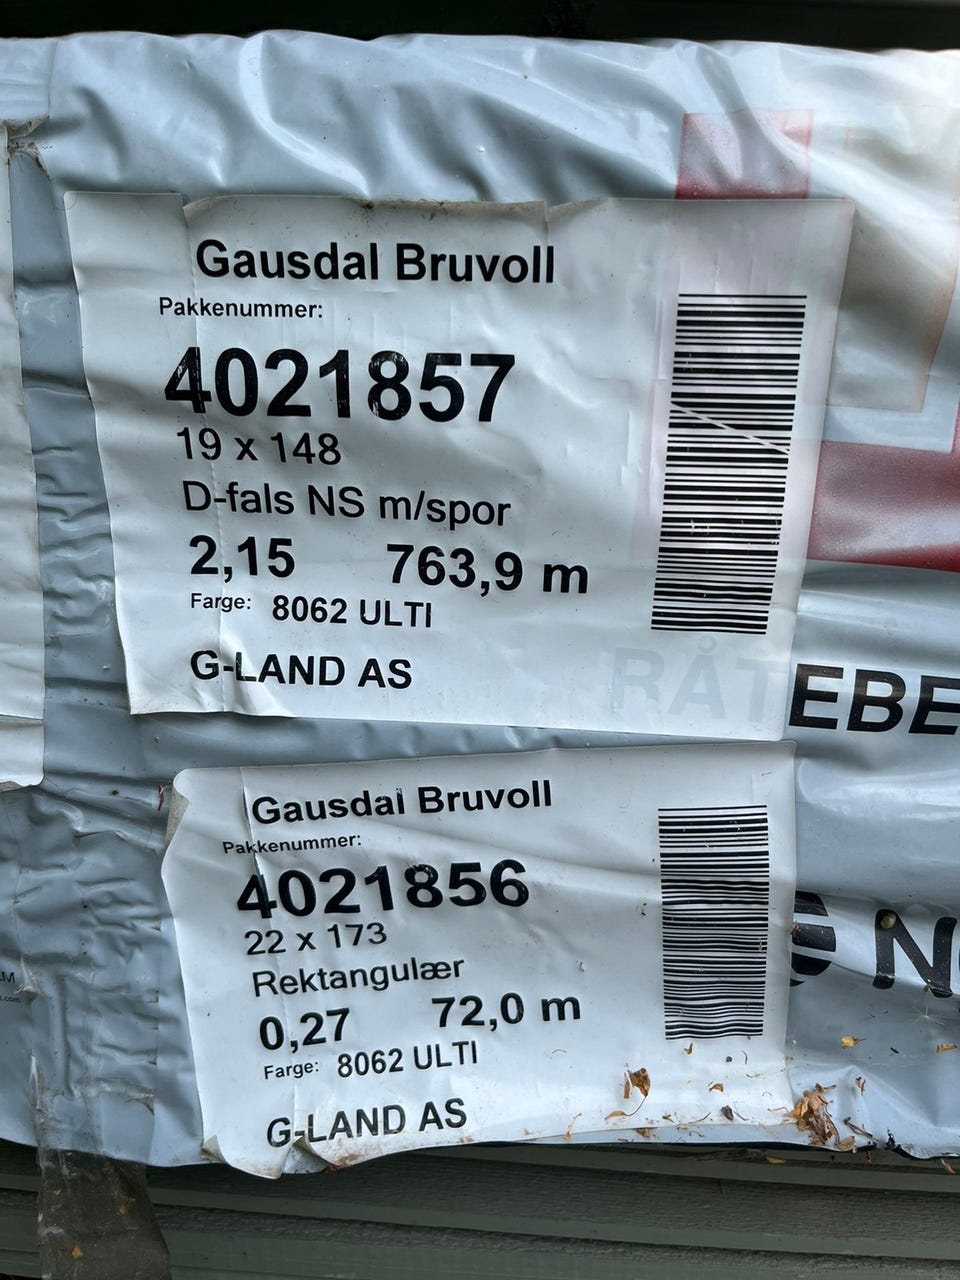 Gausdal Bruvoll
Pakkenummer:
4021857
19 x 148
D-fals NS m/spor
2,15 763,9 m
Farge: 8062 ULTI
G-LAND AS
RÅTEBE
Gausdal Bruvoll
Pakkenummer:
4021856
22 x 173
Rektangulær
0,27 72,0 m
Farge: 8062 ULTI
G-LAND AS